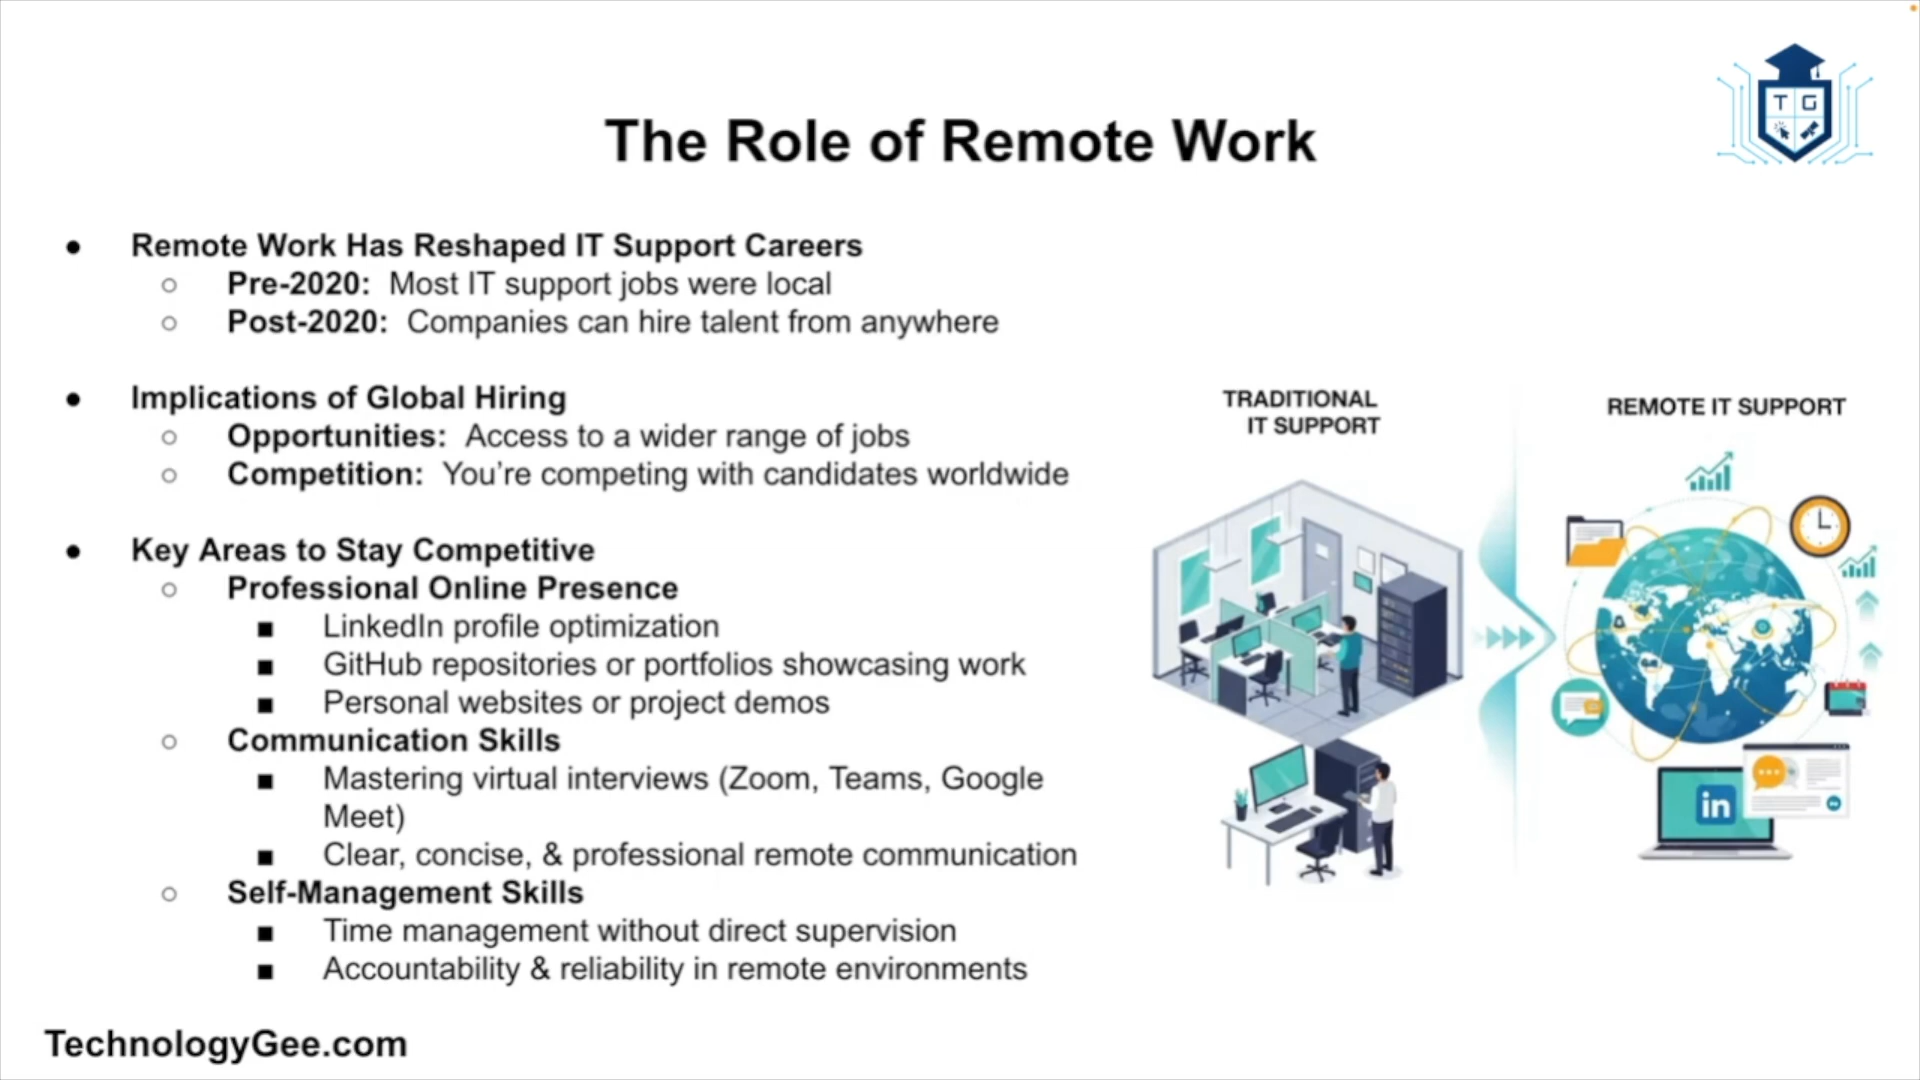 T G
The Role of Remote Work
● Remote Work Has Reshaped IT Support Careers
○ Pre-2020: Most IT support jobs were local
○ Post-2020: Companies can hire talent from anywhere
● Implications of Global Hiring
○ Opportunities: Access to a wider range of jobs
○ Competition: You’re competing with candidates worldwide
● Key Areas to Stay Competitive
○ Professional Online Presence
■ LinkedIn profile optimization
■ GitHub repositories or portfolios showcasing work
■ Personal websites or project demos
○ Communication Skills
■ Mastering virtual interviews (Zoom, Teams, Google
Meet)
■ Clear, concise, & professional remote communication
○ Self-Management Skills
■ Time management without direct supervision
■ Accountability & reliability in remote environments
TRADITIONAL
IT SUPPORT
REMOTE IT SUPPORT
in
TechnologyGee.com